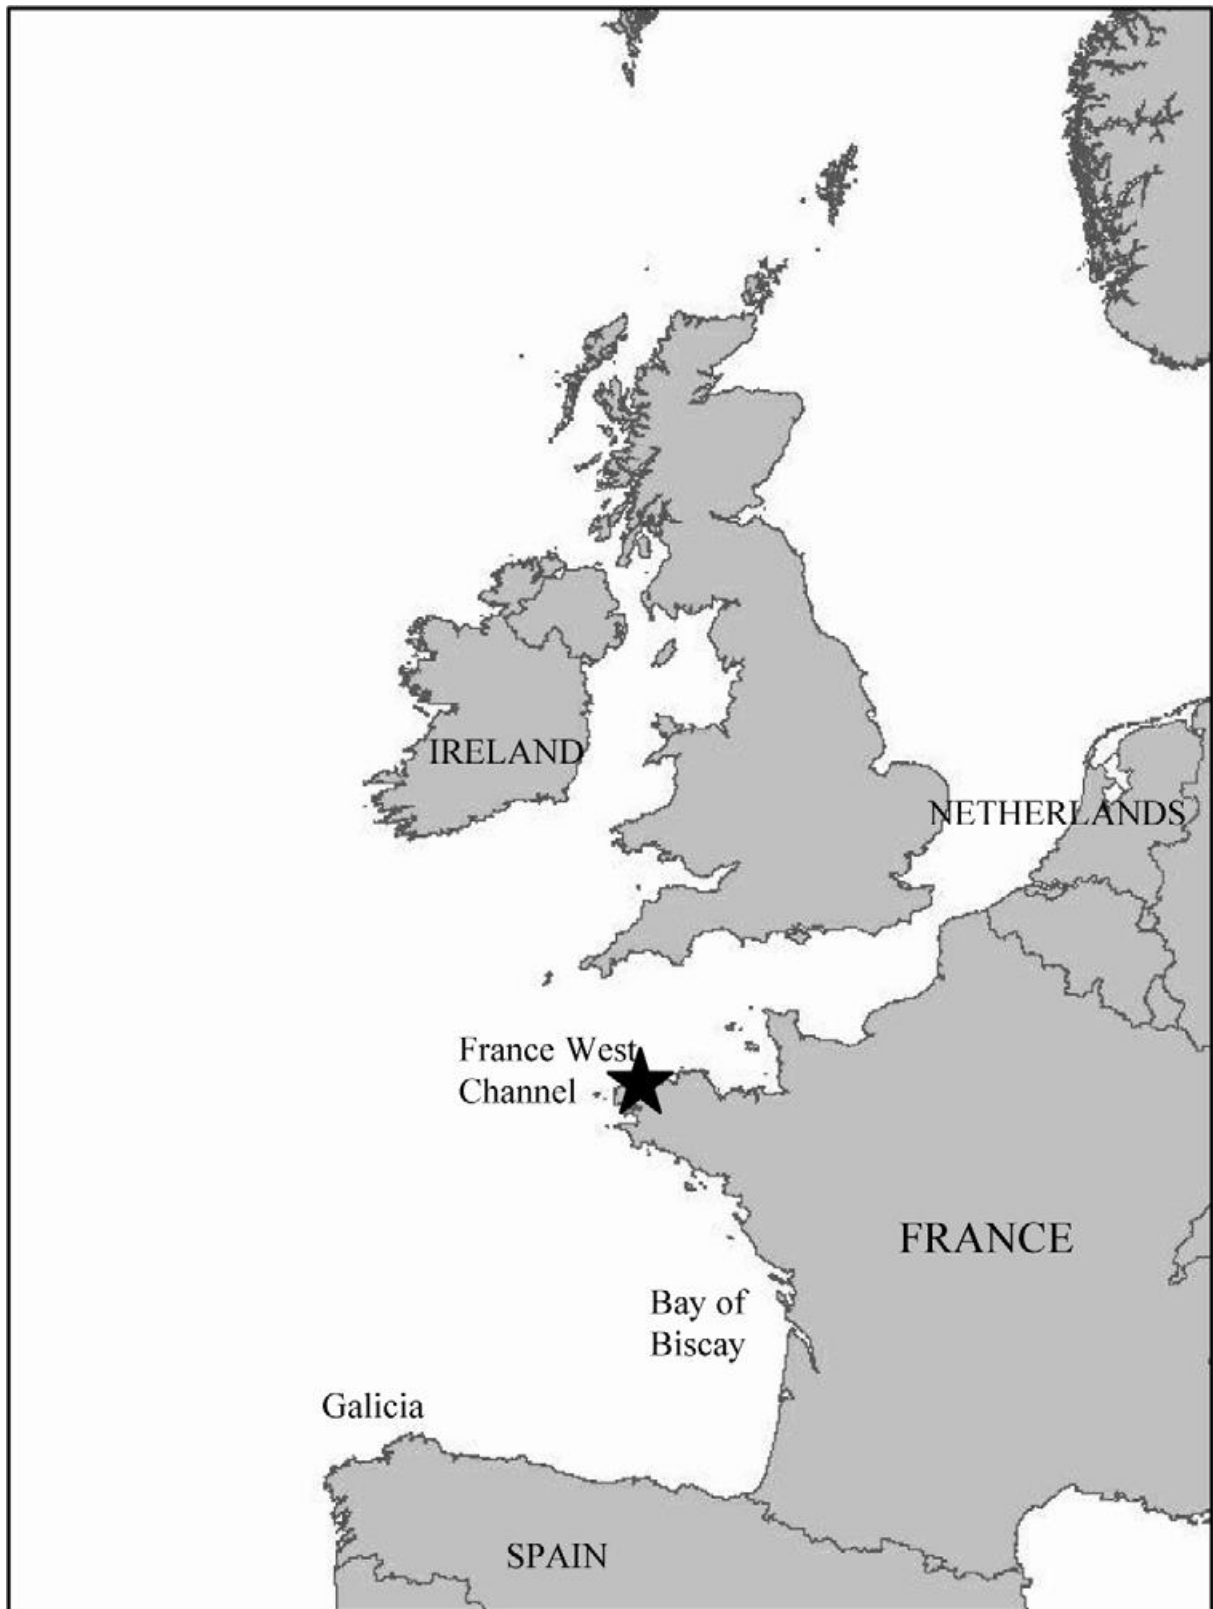 IRELAND
NETHERLANDS
France West
Channel
FRANCE
Bay of
Biscay
Galicia
SPAIN